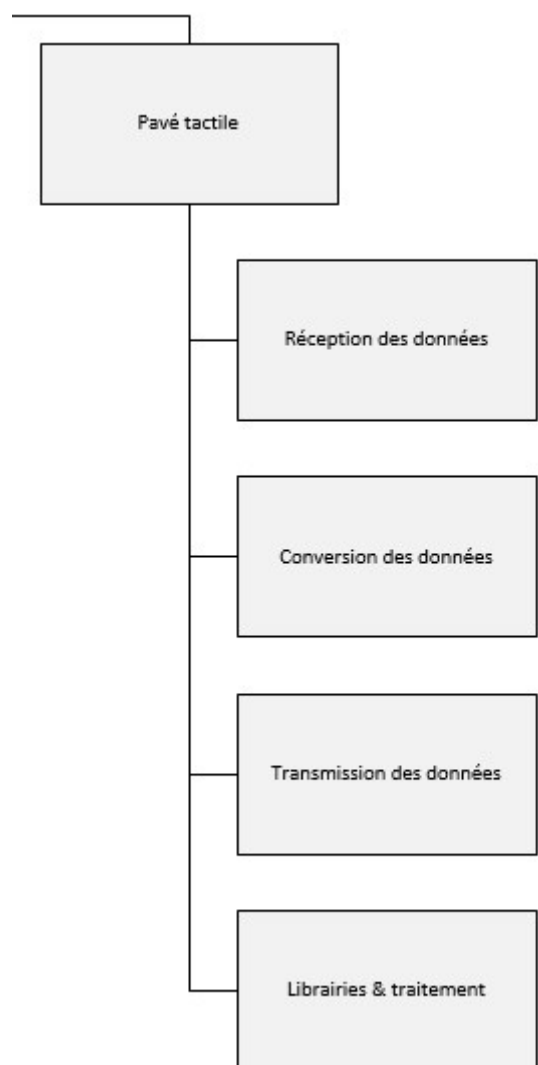 Pavé tactile
Réception des données
Conversion des données
Transmission des données
Librairies & traitement